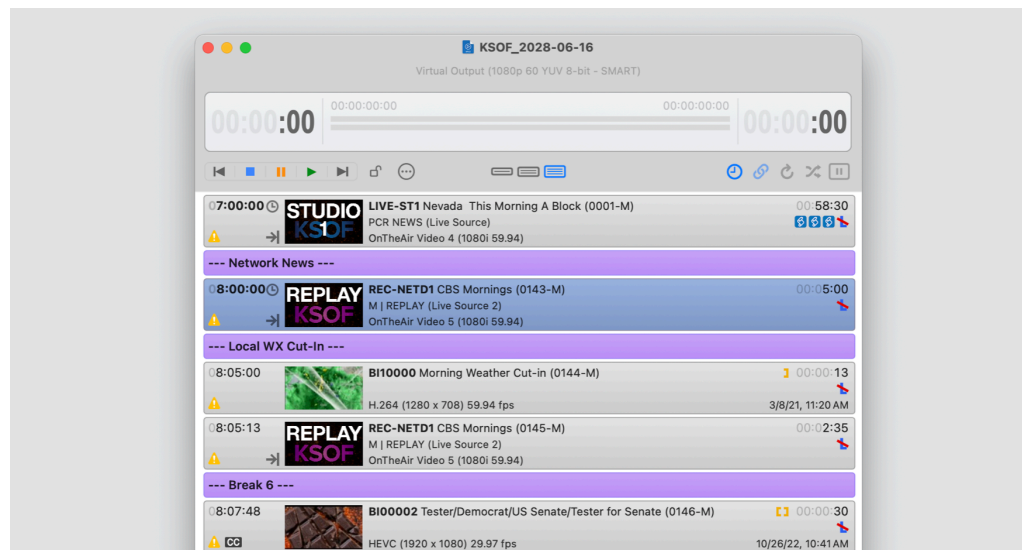 KSOF_2028-06-16
Virtual Output (1080p 60 YUV 8-bit - SMART)
00:00:00
00:00:00:00
00:00:00:00
00:00:00
07:00:00
STUDIO
1
KSOF
LIVE-ST1 Nevada This Morning A Block (0001-M)
00:58:30
PCR NEWS (Live Source)
OnTheAir Video 4 (1080i 59.94)
--- Network News ---
08:00:00
REPLAY
KSOF
REC-NETD1 CBS Mornings (0143-M)
00:05:00
M | REPLAY (Live Source 2)
OnTheAir Video 5 (1080i 59.94)
--- Local WX Cut-In ---
08:05:00
BI10000 Morning Weather Cut-in (0144-M)
00:00:13
H.264 (1280 x 708) 59.94 fps
3/8/21, 11:20 AM
08:05:13
REPLAY
KSOF
REC-NETD1 CBS Mornings (0145-M)
00:02:35
M | REPLAY (Live Source 2)
OnTheAir Video 5 (1080i 59.94)
--- Break 6 ---
08:07:48
BI00002 Tester/Democrat/US Senate/Tester for Senate (0146-M)
00:00:30
CC
HEVC (1920 x 1080) 29.97 fps
10/26/22, 10:41 AM